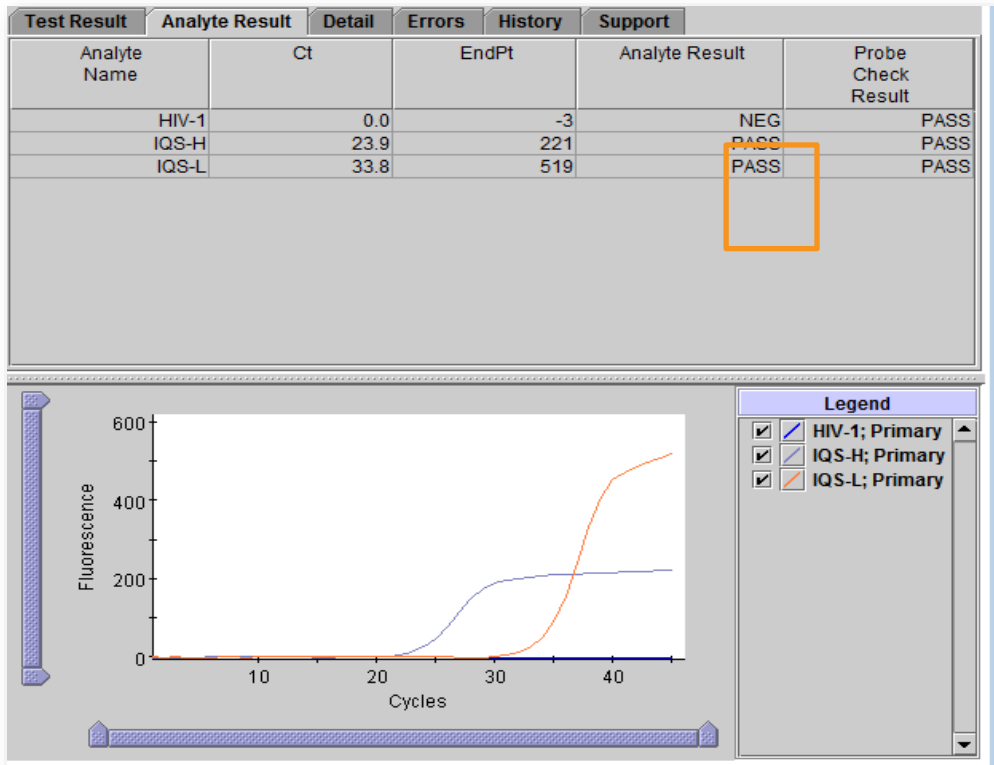 Test Result Analyte Result Detail Errors History Support
Analyte Name Ct EndPt Analyte Result Probe Check Result
HIV-1 0.0 -3 NEG PASS
IQS-H 23.9 221 PASS PASS
IQS-L 33.8 519 PASS PASS
Legend
HIV-1; Primary
IQS-H; Primary
IQS-L; Primary
Fluorescence
600
400
200
0
10 20 30 40
Cycles